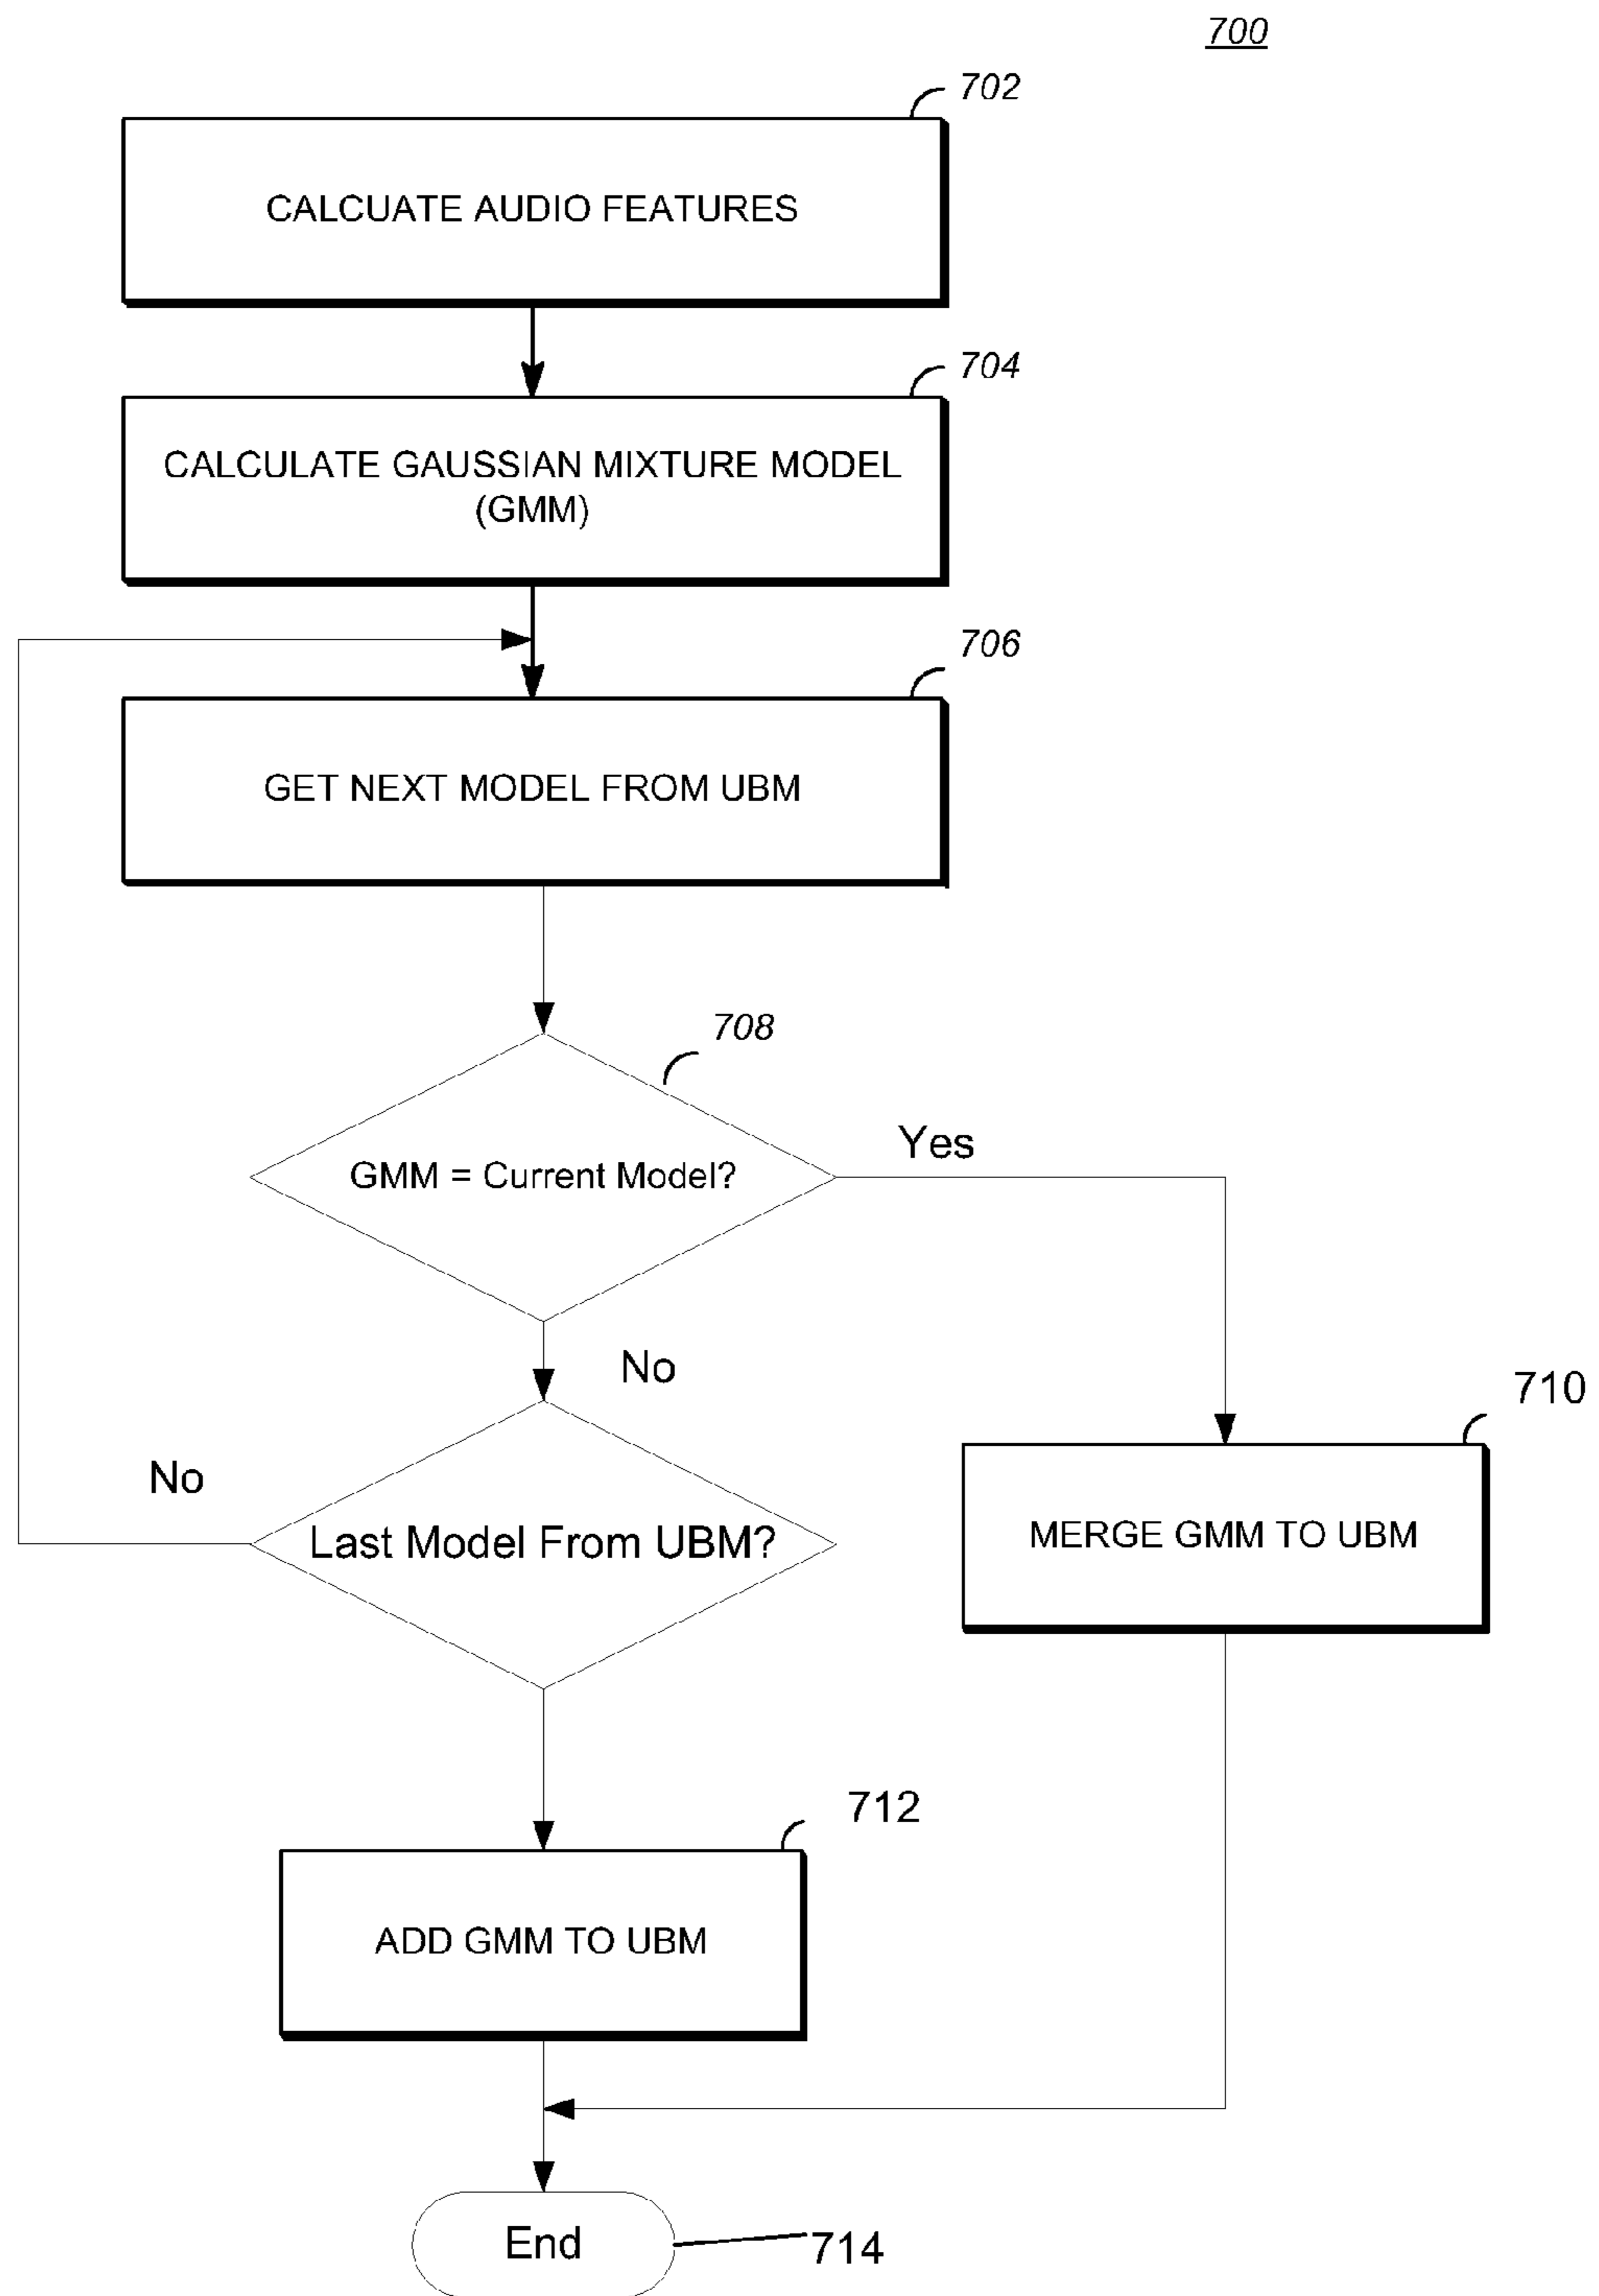 700
702
CALCUATE AUDIO FEATURES
704
CALCULATE GAUSSIAN MIXTURE MODEL
(GMM)
706
GET NEXT MODEL FROM UBM
708
Yes
GMM = Current Model?
No
710
No
MERGE GMM TO UBM
Last Model From UBM?
712
ADD GMM TO UBM
End
714